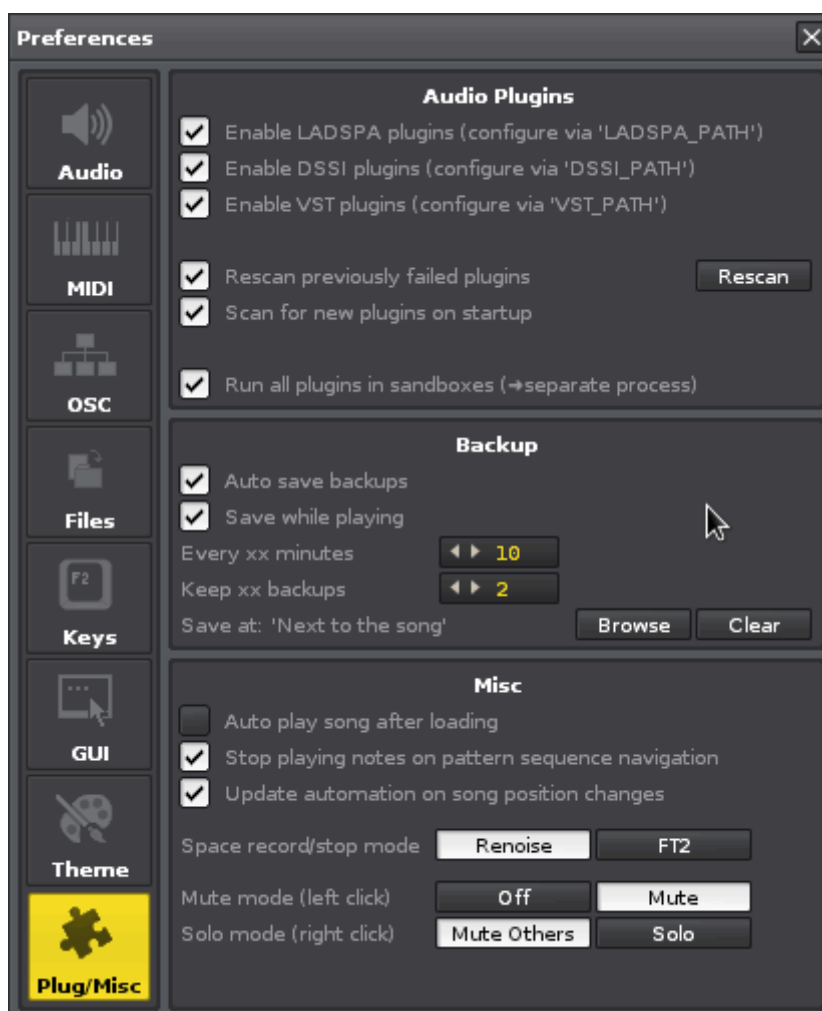 Preferences
Audio
MIDI
OSC
Files
F2
Keys
GUI
Theme
Plug/Misc
Audio Plugins
Enable LADSPA plugins (configure via 'LADSPA_PATH')
Enable DSSI plugins (configure via 'DSSI_PATH')
Enable VST plugins (configure via 'VST_PATH')
Rescan previously failed plugins Rescan
Scan for new plugins on startup
Run all plugins in sandboxes (→separate process)
Backup
Auto save backups
Save while playing
Every xx minutes 10
Keep xx backups 2
Save at: 'Next to the song' Browse Clear
Misc
Auto play song after loading
Stop playing notes on pattern sequence navigation
Update automation on song position changes
Space record/stop mode Renoise FT2
Mute mode (left click) Off Mute
Solo mode (right click) Mute Others Solo